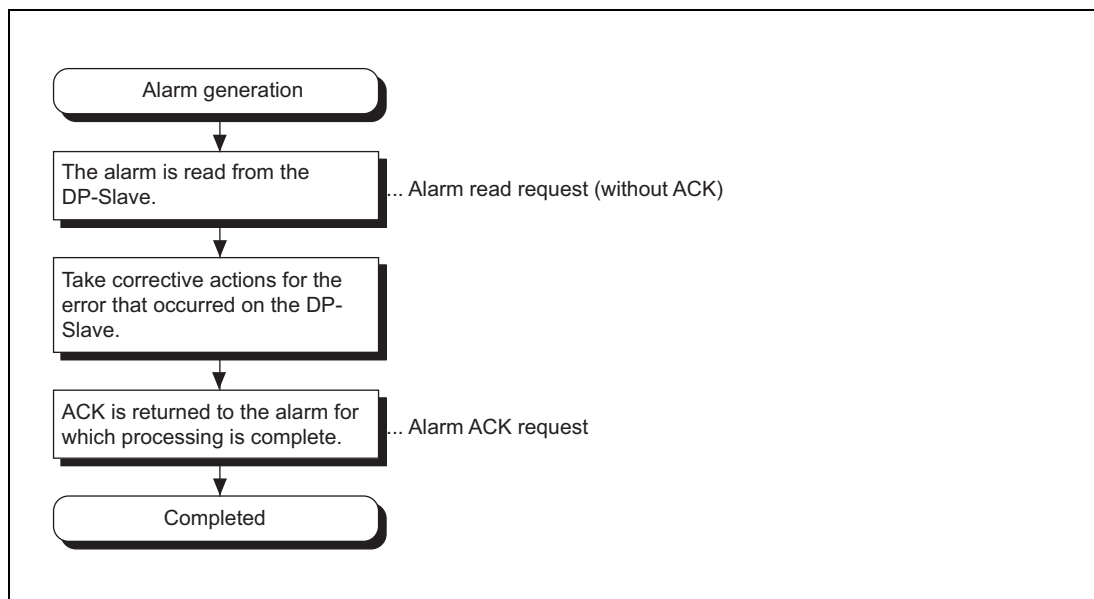 Alarm generation
The alarm is read from the
DP-Slave.
... Alarm read request (without ACK)
Take corrective actions for the
error that occurred on the DP-
Slave.
ACK is returned to the alarm for
which processing is complete.
... Alarm ACK request
Completed